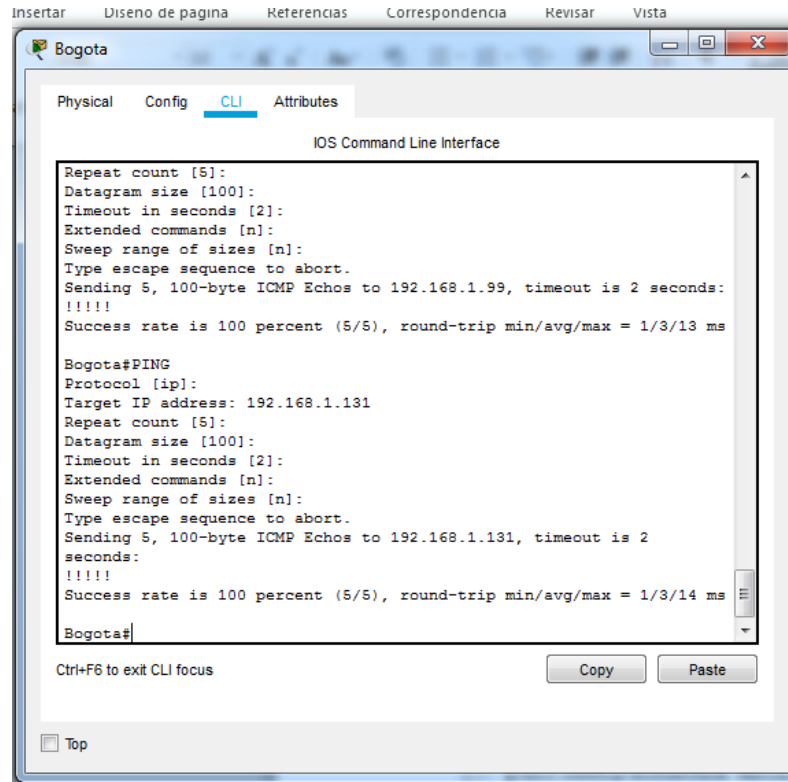 Insertar Diseño de página Referencias Correspondencia Revisar Vista
Bogota
Physical Config CLI Attributes
IOS Command Line Interface
Repeat count [5]:
Datagram size [100]:
Timeout in seconds [2]:
Extended commands [n]:
Sweep range of sizes [n]:
Type escape sequence to abort.
Sending 5, 100-byte ICMP Echos to 192.168.1.99, timeout is 2 seconds:
!!!!!
Success rate is 100 percent (5/5), round-trip min/avg/max = 1/3/13 ms
Bogota#PING
Protocol [ip]:
Target IP address: 192.168.1.131
Repeat count [5]:
Datagram size [100]:
Timeout in seconds [2]:
Extended commands [n]:
Sweep range of sizes [n]:
Type escape sequence to abort.
Sending 5, 100-byte ICMP Echos to 192.168.1.131, timeout is 2
seconds:
!!!!!
Success rate is 100 percent (5/5), round-trip min/avg/max = 1/3/14 ms
Bogota#
Ctrl+F6 to exit CLI focus
Copy Paste
Top